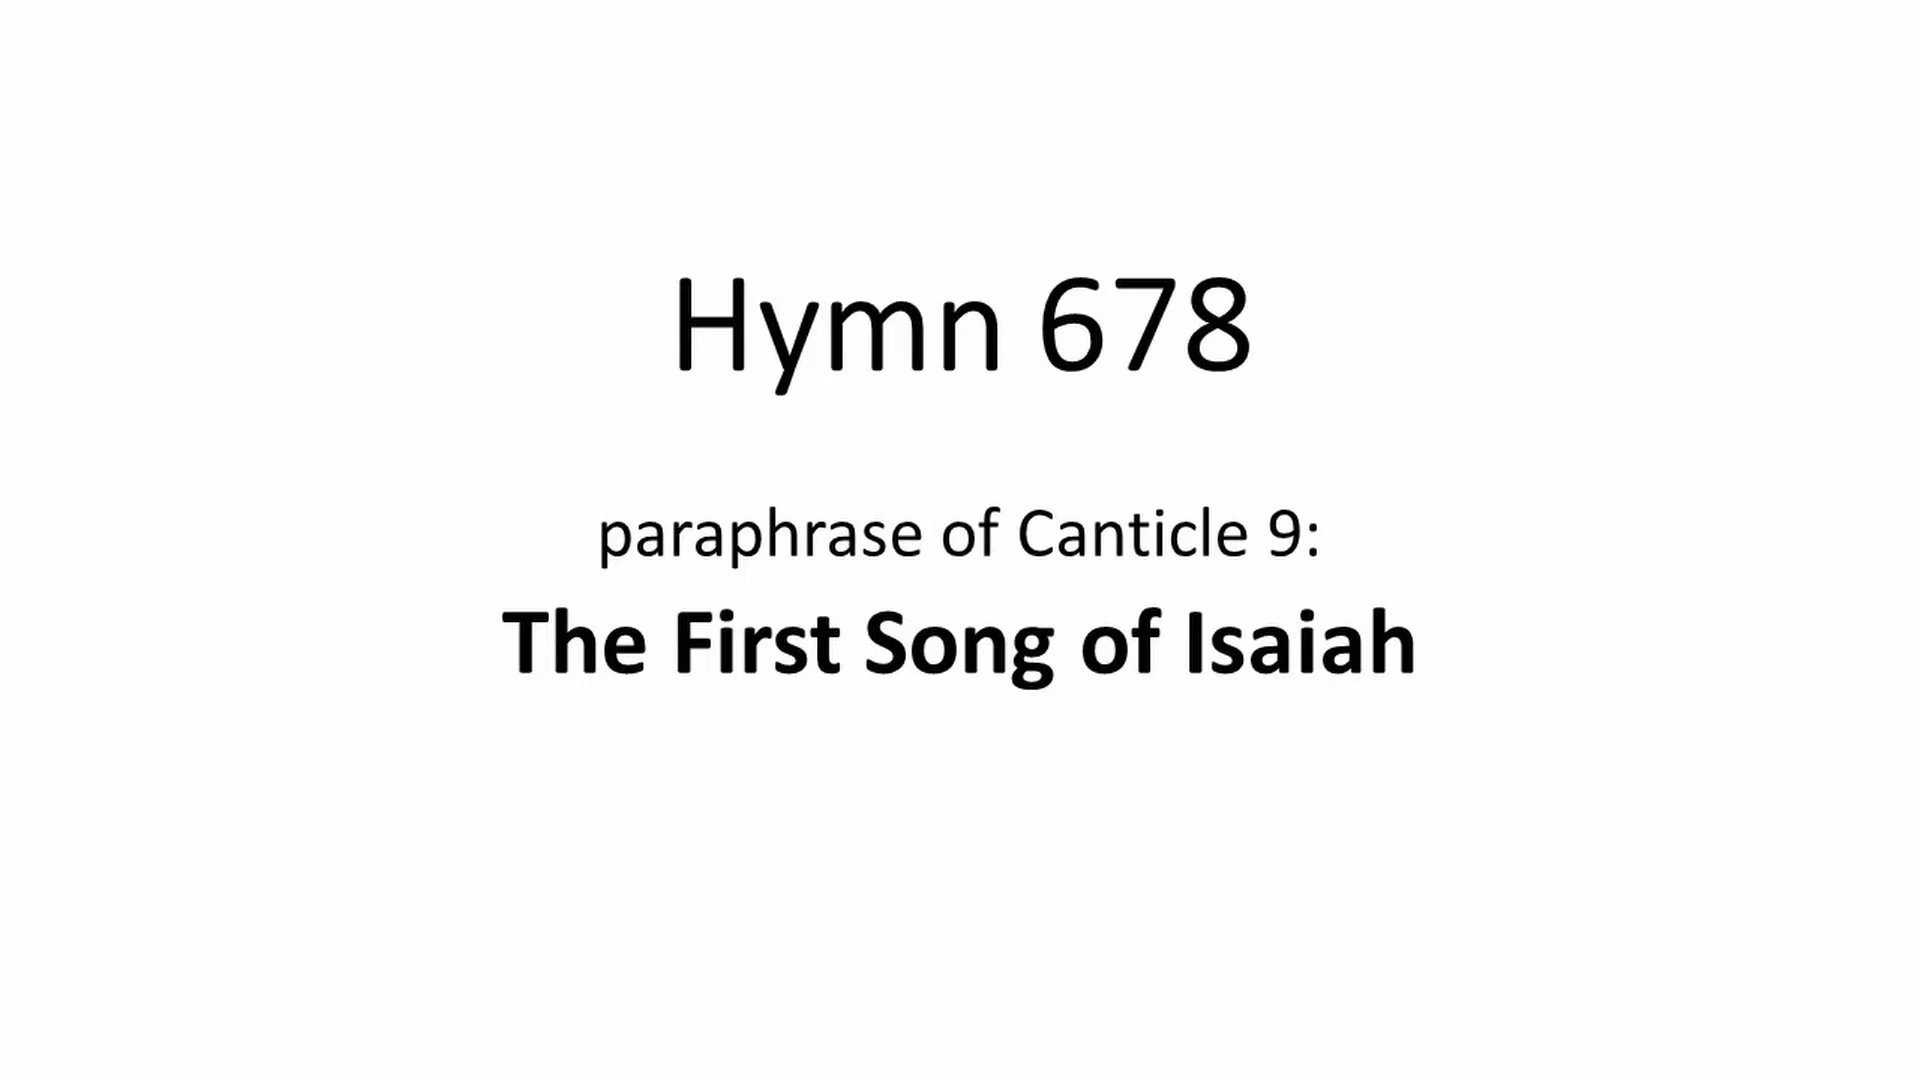 Hymn 678
paraphrase of Canticle 9:
The First Song of Isaiah